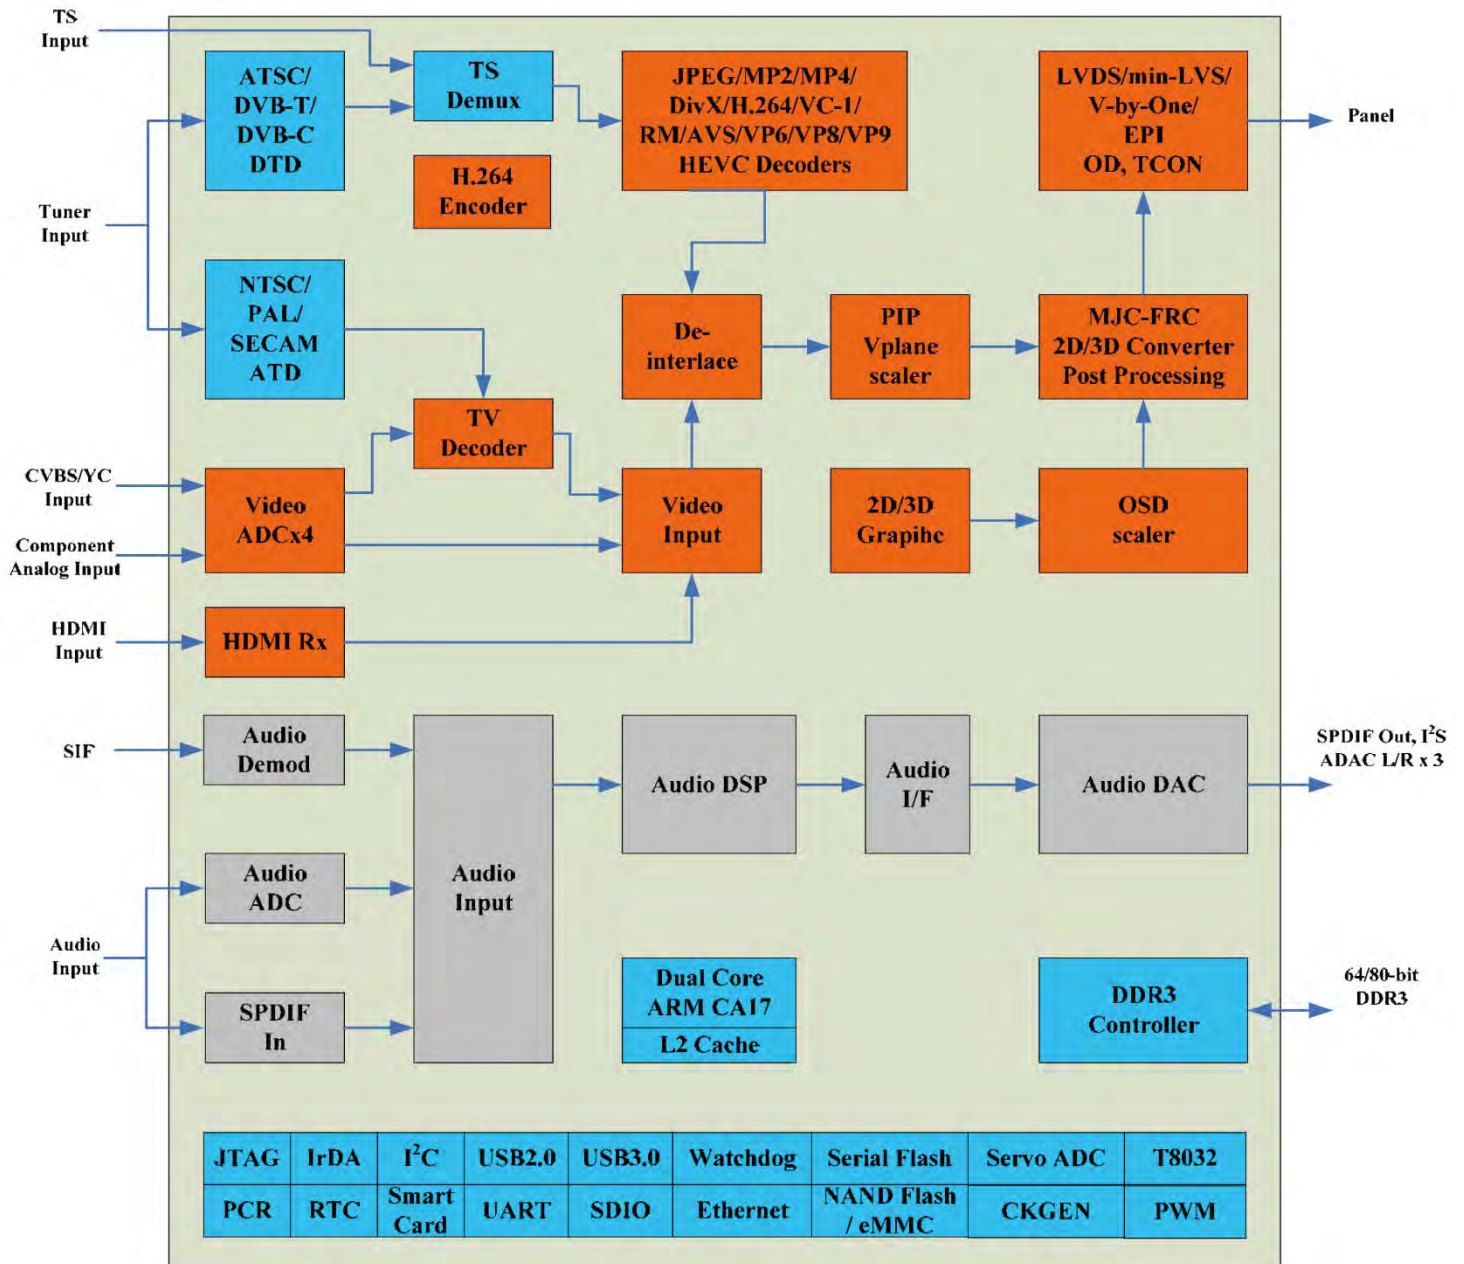 TS
Input
ATSC/
DVB-T/
DVB-C
DTD
TS
Demux
JPEG/MP2/MP4/
DivX/H.264/VC-1/
RM/AVS/VP6/VP8/VP9
HEVC Decoders
LVDS/min-LVS/
V-by-One/
EPI
OD, TCON
Panel
H.264
Encoder
Tuner
Input
NTSC/
PAL/
SECAM
ATD
De-
interlace
PIP
Vplane
scaler
MJC-FRC
2D/3D Converter
Post Processing
TV
Decoder
CVBS/YC
Input
Component
Analog Input
Video
ADCx4
Video
Input
2D/3D
Grapihc
OSD
scaler
HDMI
Input
HDMI Rx
SIF
Audio
Demod
Audio DSP
Audio
I/F
Audio DAC
SPDIF Out, I²S
ADAC L/R x 3
Audio
ADC
Audio
Input
Audio
Input
SPDIF
In
Dual Core
ARM CA17
L2 Cache
DDR3
Controller
64/80-bit
DDR3
JTAG IrDA I²C USB2.0 USB3.0 Watchdog Serial Flash Servo ADC T8032
PCR RTC Smart Card UART SDIO Ethernet NAND Flash / eMMC CKGEN PWM